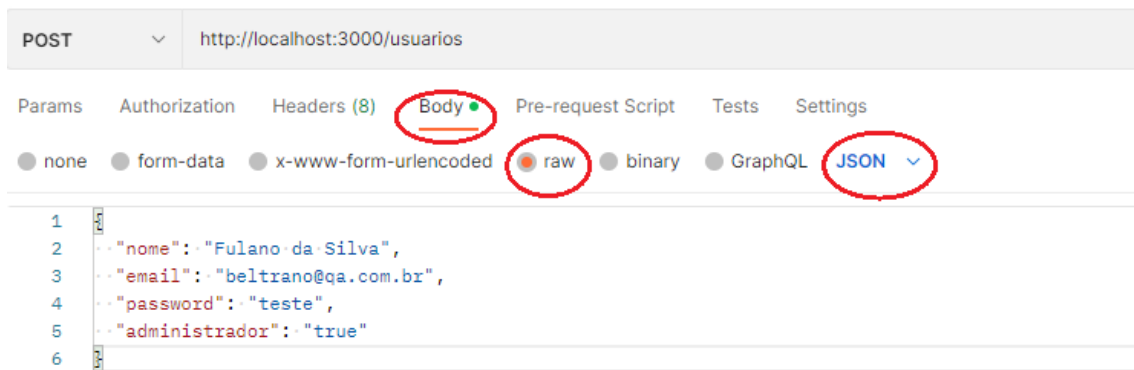 POST http://localhost:3000/usuarios
Params Authorization Headers (8) Body Pre-request Script Tests Settings
none form-data x-www-form-urlencoded raw binary GraphQL JSON
1 {
2 "nome": "Fulano da Silva",
3 "email": "beltrano@qa.com.br",
4 "password": "teste",
5 "administrador": "true"
6 }